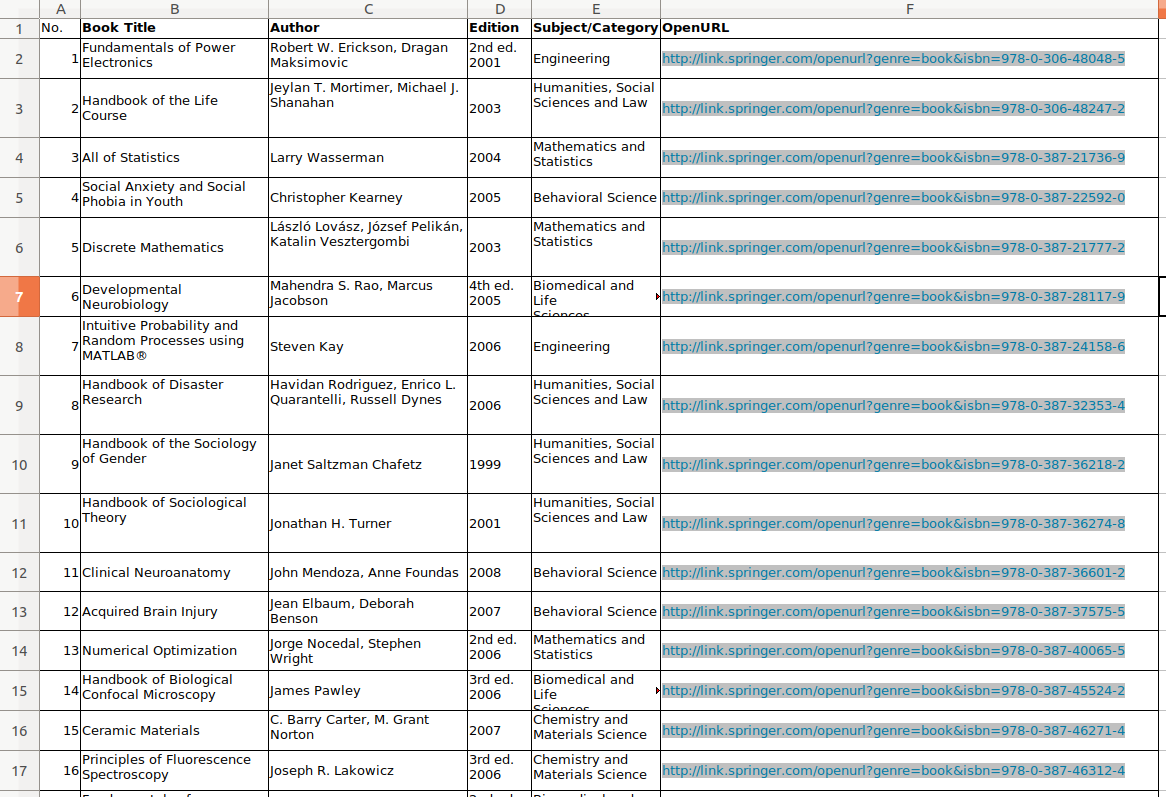 A B C D E F
1 No. Book Title Author Edition Subject/Category OpenURL
2 1 Fundamentals of Power Electronics Robert W. Erickson, Dragan Maksimovic 2nd ed. 2001 Engineering http://link.springer.com/openurl?genre=book&isbn=978-0-306-48048-5
3 2 Handbook of the Life Course Jeylan T. Mortimer, Michael J. Shanahan 2003 Humanities, Social Sciences and Law http://link.springer.com/openurl?genre=book&isbn=978-0-306-48247-2
4 3 All of Statistics Larry Wasserman 2004 Mathematics and Statistics http://link.springer.com/openurl?genre=book&isbn=978-0-387-21736-9
5 4 Social Anxiety and Social Phobia in Youth Christopher Kearney 2005 Behavioral Science http://link.springer.com/openurl?genre=book&isbn=978-0-387-22592-0
6 5 Discrete Mathematics László Lovász, József Pelikán, Katalin Vesztergombi 2003 Mathematics and Statistics http://link.springer.com/openurl?genre=book&isbn=978-0-387-21777-2
7 6 Developmental Neurobiology Mahendra S. Rao, Marcus Jacobson 4th ed. 2005 Biomedical and Life Sciences http://link.springer.com/openurl?genre=book&isbn=978-0-387-28117-9
8 7 Intuitive Probability and Random Processes using MATLAB® Steven Kay 2006 Engineering http://link.springer.com/openurl?genre=book&isbn=978-0-387-24158-6
9 8 Handbook of Disaster Research Havidan Rodriguez, Enrico L. Quarantelli, Russell Dynes 2006 Humanities, Social Sciences and Law http://link.springer.com/openurl?genre=book&isbn=978-0-387-32353-4
10 9 Handbook of the Sociology of Gender Janet Saltzman Chafetz 1999 Humanities, Social Sciences and Law http://link.springer.com/openurl?genre=book&isbn=978-0-387-36218-2
11 10 Handbook of Sociological Theory Jonathan H. Turner 2001 Humanities, Social Sciences and Law http://link.springer.com/openurl?genre=book&isbn=978-0-387-36274-8
12 11 Clinical Neuroanatomy John Mendoza, Anne Foundas 2008 Behavioral Science http://link.springer.com/openurl?genre=book&isbn=978-0-387-36601-2
13 12 Acquired Brain Injury Jean Elbaum, Deborah Benson 2007 Behavioral Science http://link.springer.com/openurl?genre=book&isbn=978-0-387-37575-5
14 13 Numerical Optimization Jorge Nocedal, Stephen Wright 2nd ed. 2006 Mathematics and Statistics http://link.springer.com/openurl?genre=book&isbn=978-0-387-40065-5
15 14 Handbook of Biological Confocal Microscopy James Pawley 3rd ed. 2006 Biomedical and Life Sciences http://link.springer.com/openurl?genre=book&isbn=978-0-387-45524-2
16 15 Ceramic Materials C. Barry Carter, M. Grant Norton 2007 Chemistry and Materials Science http://link.springer.com/openurl?genre=book&isbn=978-0-387-46271-4
17 16 Principles of Fluorescence Spectroscopy Joseph R. Lakowicz 3rd ed. 2006 Chemistry and Materials Science http://link.springer.com/openurl?genre=book&isbn=978-0-387-46312-4